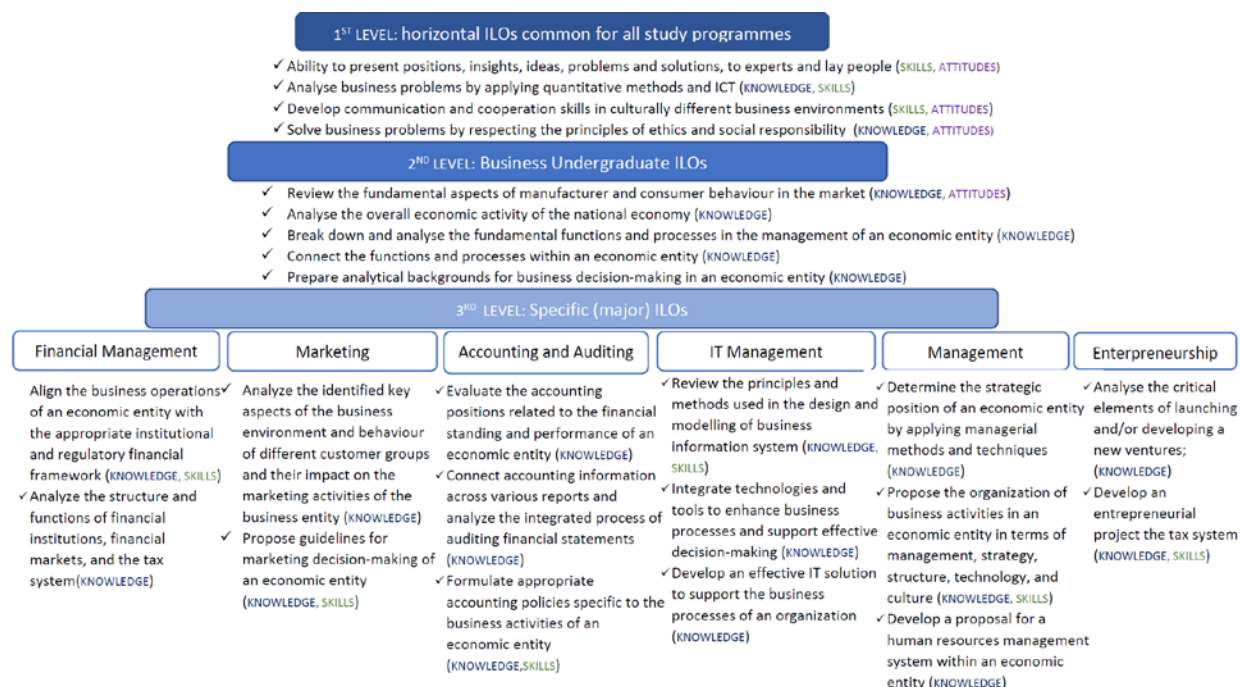 1ST LEVEL: horizontal ILOs common for all study programmes
✓ Ability to present positions, insights, ideas, problems and solutions, to experts and lay people (SKILLS, ATTITUDES)
✓ Analyse business problems by applying quantitative methods and ICT (KNOWLEDGE, SKILLS)
✓ Develop communication and cooperation skills in culturally different business environments (SKILLS, ATTITUDES)
✓ Solve business problems by respecting the principles of ethics and social responsibility (KNOWLEDGE, ATTITUDES)
2ND LEVEL: Business Undergraduate ILOs
✓ Review the fundamental aspects of manufacturer and consumer behaviour in the market (KNOWLEDGE, ATTITUDES)
✓ Analyse the overall economic activity of the national economy (KNOWLEDGE)
✓ Break down and analyse the fundamental functions and processes in the management of an economic entity (KNOWLEDGE)
✓ Connect the functions and processes within an economic entity (KNOWLEDGE)
✓ Prepare analytical backgrounds for business decision-making in an economic entity (KNOWLEDGE)
3RD LEVEL: Specific (major) ILOs
Financial Management
Align the business operations
of an economic entity with
the appropriate institutional
and regulatory financial
framework (KNOWLEDGE, SKILLS)
✓ Analyze the structure and
functions of financial
institutions, financial
markets, and the tax
system(KNOWLEDGE)
Marketing
✓ Analyze the identified key
aspects of the business
environment and behaviour
of different customer groups
and their impact on the
marketing activities of the
business entity (KNOWLEDGE)
✓ Propose guidelines for
marketing decision-making of
an economic entity
(KNOWLEDGE, SKILLS)
Accounting and Auditing
✓ Evaluate the accounting
positions related to the financial
standing and performance of an
economic entity (KNOWLEDGE)
✓ Connect accounting information
across various reports and
analyze the integrated process of
auditing financial statements
(KNOWLEDGE)
✓ Formulate appropriate
accounting policies specific to the
business activities of an
economic entity
(KNOWLEDGE,SKILLS)
IT Management
✓ Review the principles and
methods used in the design and
modelling of business
information system (KNOWLEDGE,
SKILLS)
✓ Integrate technologies and
tools to enhance business
processes and support effective
decision-making (KNOWLEDGE)
✓ Develop an effective IT solution
to support the business
processes of an organization
(KNOWLEDGE)
Management
✓ Determine the strategic
position of an economic entity
by applying managerial
methods and techniques
(KNOWLEDGE)
✓ Propose the organization of
business activities in an
economic entity in terms of
management, strategy,
structure, technology, and
culture (KNOWLEDGE, SKILLS)
✓ Develop a proposal for a
human resources management
system within an economic
entity (KNOWLEDGE)
Enterpreneurship
✓ Analyse the critical
elements of launching
and/or developing a
new ventures;
(KNOWLEDGE)
✓ Develop an
entrepreneurial
project the tax system
(KNOWLEDGE, SKILLS)